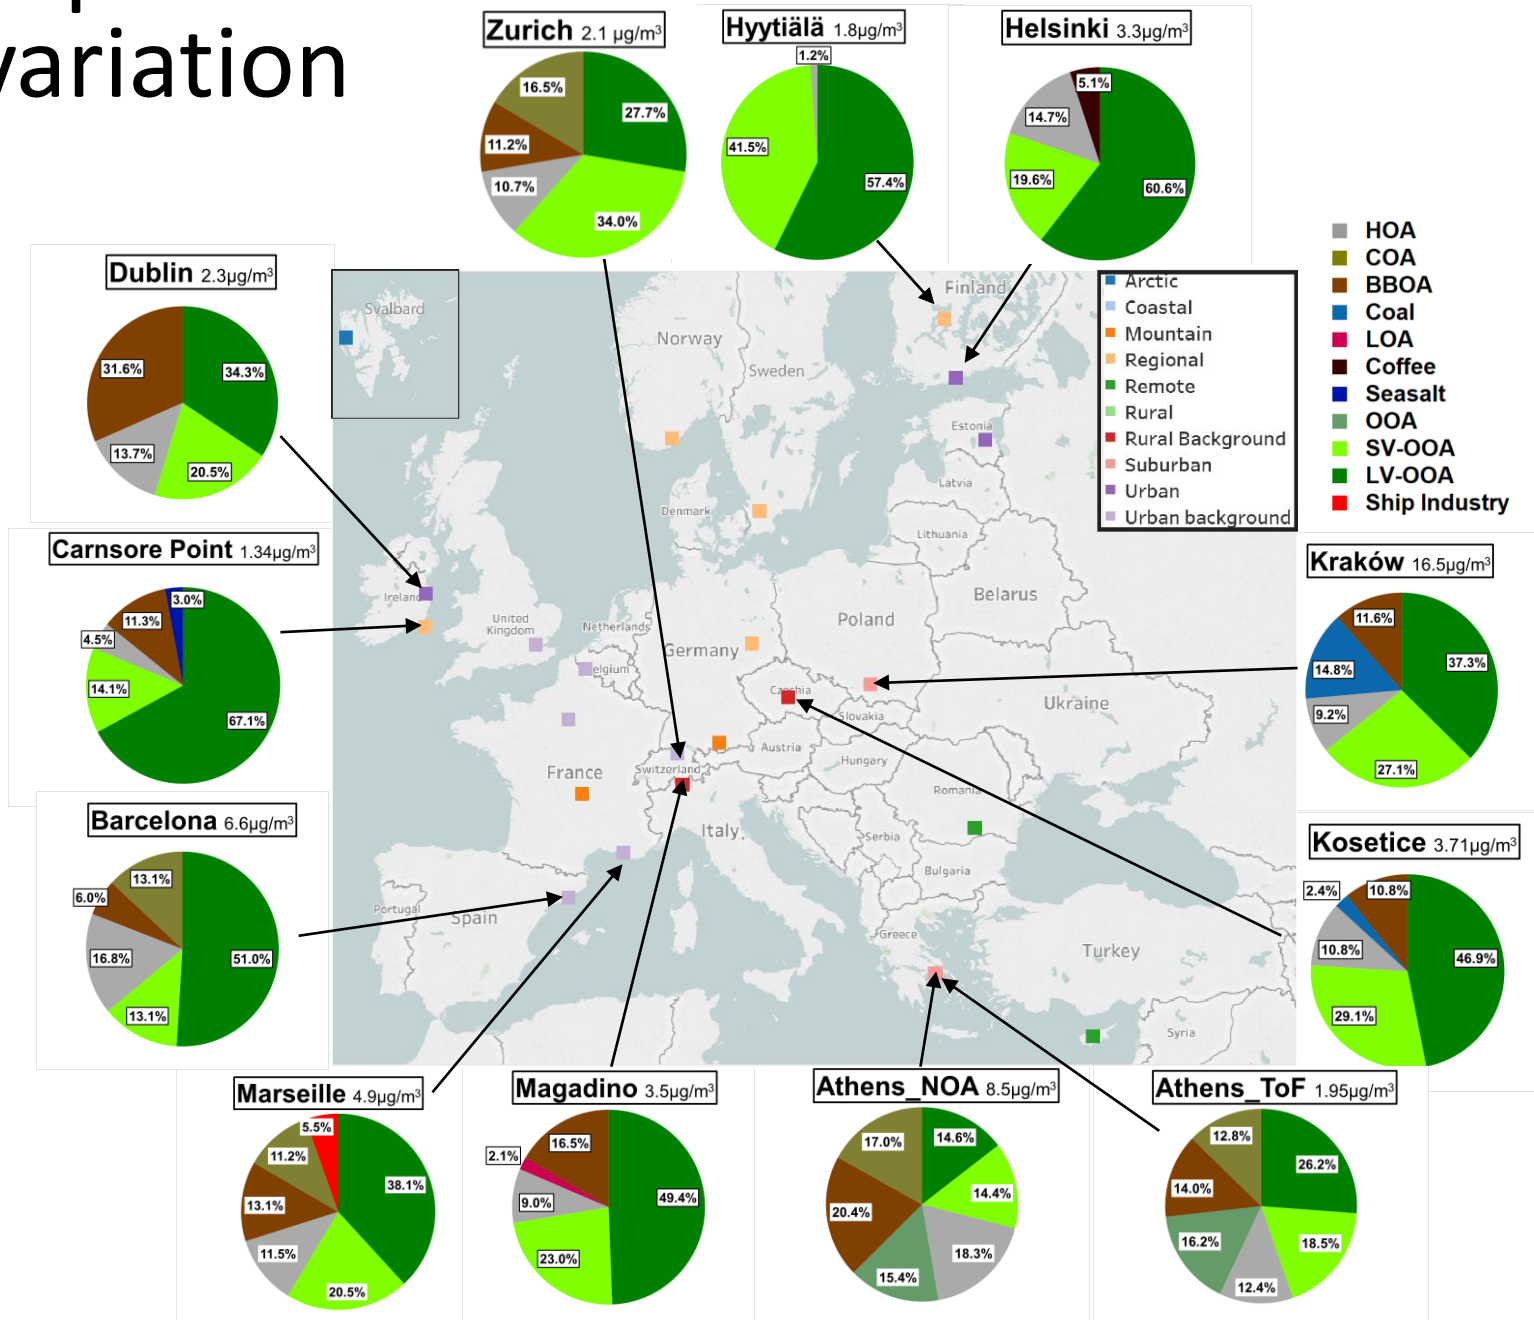 variation
Zurich 2.1 µg/m³
16.5%
27.7%
11.2%
10.7%
34.0%
Hyytiälä 1.8µg/m³
1.2%
41.5%
57.4%
Helsinki 3.3µg/m³
5.1%
14.7%
19.6%
60.6%
HOA
COA
BBOA
Coal
LOA
Coffee
Seasalt
OOA
SV-OOA
LV-OOA
Ship Industry
Dublin 2.3µg/m³
31.6%
34.3%
13.7%
20.5%
Svalbard
Norway
Sweden
Finland
Estonia
Latvia
Lithuania
Denmark
Belarus
Ireland
United
Kingdom
Netherlands
Belgium
Germany
Poland
Czechia
Slovakia
Ukraine
Austria
Switzerland
Hungary
France
Romania
Italy
Serbia
Bulgaria
Portugal
Spain
Greece
Turkey
Syria
Arctic
Coastal
Mountain
Regional
Remote
Rural
Rural Background
Suburban
Urban
Urban background
Carnsore Point 1.34µg/m³
3.0%
11.3%
4.5%
14.1%
67.1%
Kraków 16.5µg/m³
11.6%
37.3%
14.8%
9.2%
27.1%
Barcelona 6.6µg/m³
13.1%
6.0%
16.8%
51.0%
13.1%
Kosetice 3.71µg/m³
2.4%
10.8%
10.8%
46.9%
29.1%
Marseille 4.9µg/m³
5.5%
11.2%
38.1%
13.1%
11.5%
20.5%
Magadino 3.5µg/m³
16.5%
2.1%
9.0%
49.4%
23.0%
Athens_NOA 8.5µg/m³
17.0%
14.6%
14.4%
20.4%
18.3%
15.4%
Athens_ToF 1.95µg/m³
12.8%
26.2%
14.0%
16.2%
18.5%
12.4%